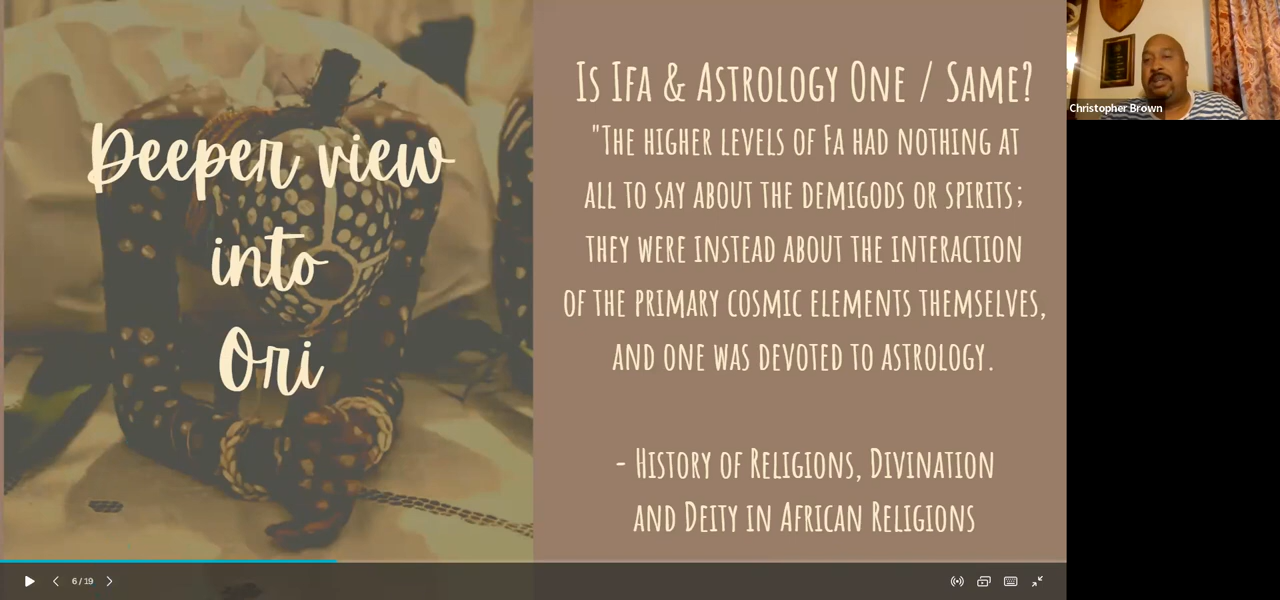 Deeper view
into
Ori
Is Ifa & Astrology One / Same?
"The higher levels of Fa had nothing at
all to say about the demigods or spirits;
they were instead about the interaction
of the primary cosmic elements themselves,
and one was devoted to astrology.
- History of Religions, Divination
and Deity in African Religions
Christopher Brown
6 / 19